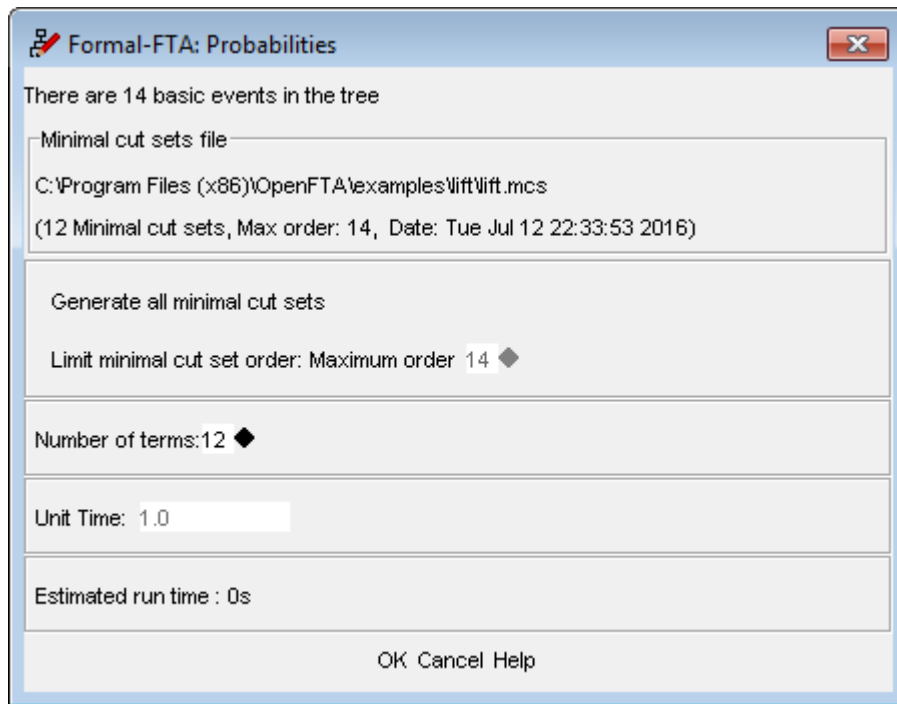 Formal-FTA: Probabilities
There are 14 basic events in the tree
Minimal cut sets file
C:\Program Files (x86)\OpenFTA\examples\lift\lift.mcs
(12 Minimal cut sets, Max order: 14,  Date: Tue Jul 12 22:33:53 2016)
Generate all minimal cut sets
Limit minimal cut set order: Maximum order 14
Number of terms:12
Unit Time: 1.0
Estimated run time : 0s
OK Cancel Help